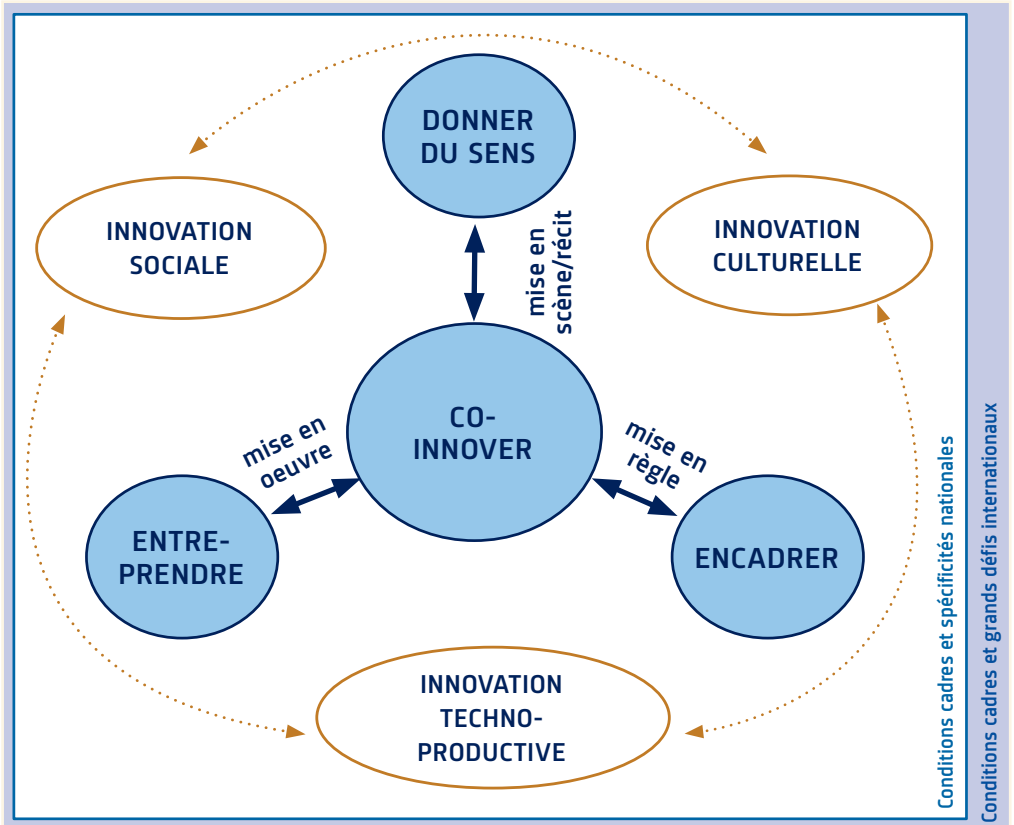 DONNER
DU SENS
INNOVATION
SOCIALE
INNOVATION
CULTURELLE
mise en
scène/récit
CO-
INNOVER
mise en
oeuvre
mise en
règle
ENTRE-
PRENDRE
ENCADRER
INNOVATION
TECHNO-
PRODUCTIVE
Conditions cadres et spécificités nationales
Conditions cadres et grands défis internationaux